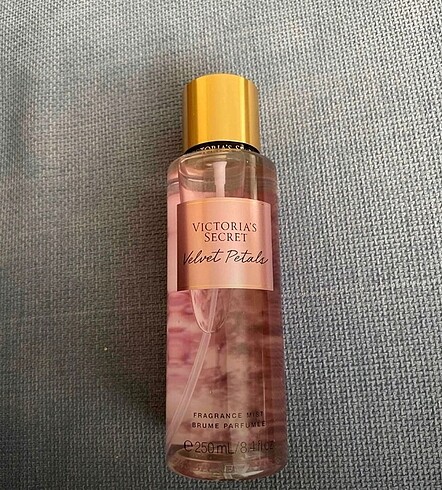 VICTORIA'S
SECRET
Velvet Petals
FRAGRANCE MIST
BRUME PARFUMÉE
℮ 250 mL/8.4 fl oz